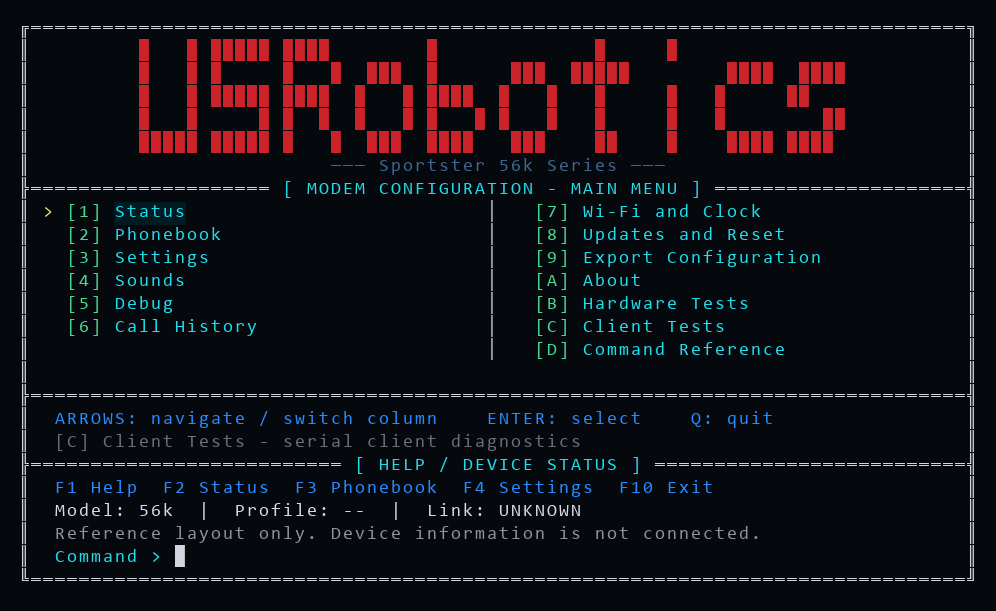 USRobotics
--- Sportster 56k Series ---
[ MODEM CONFIGURATION - MAIN MENU ]
> [1] Status | [7] Wi-Fi and Clock
[2] Phonebook | [8] Updates and Reset
[3] Settings | [9] Export Configuration
[4] Sounds | [A] About
[5] Debug | [B] Hardware Tests
[6] Call History | [C] Client Tests
| [D] Command Reference
ARROWS: navigate / switch column ENTER: select Q: quit
[C] Client Tests - serial client diagnostics
[ HELP / DEVICE STATUS ]
F1 Help F2 Status F3 Phonebook F4 Settings F10 Exit
Model: 56k | Profile: -- | Link: UNKNOWN
Reference layout only. Device information is not connected.
Command >